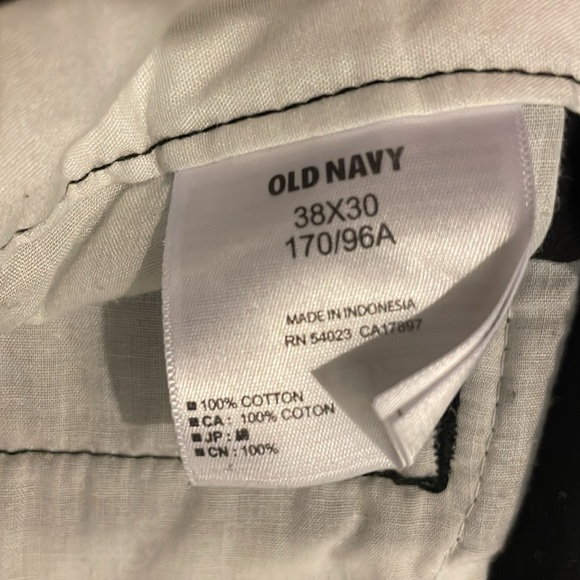 OLD NAVY
38X30
170/96A
MADE IN INDONESIA
RN 54023 CA17897
100% COTTON
CA : 100% COTON
JP : 綿
CN : 100%